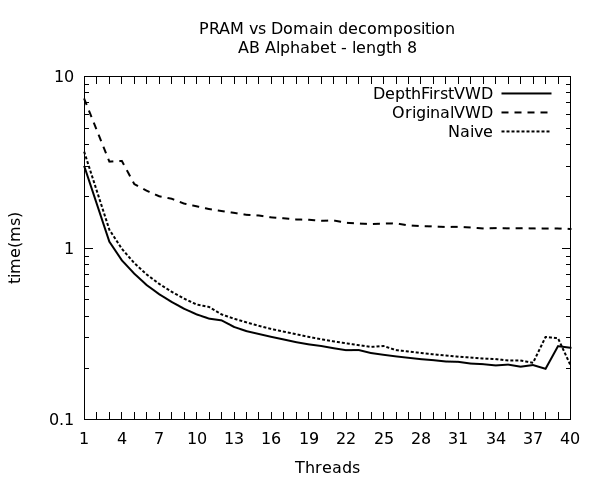 PRAM vs Domain decomposition
AB Alphabet - length 8
DepthFirstVWD
OriginalVWD
Naive
10
1
0.1
time(ms)
1 4 7 10 13 16 19 22 25 28 31 34 37 40
Threads